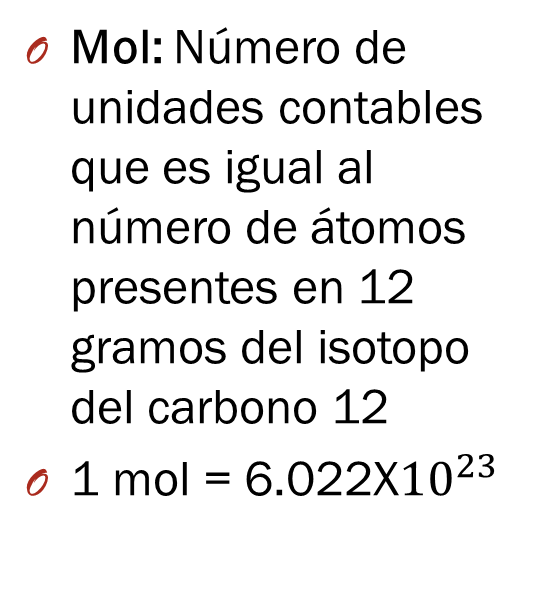 Mol: Número de
unidades contables
que es igual al
número de átomos
presentes en 12
gramos del isotopo
del carbono 12
1 mol = 6.022X10²³